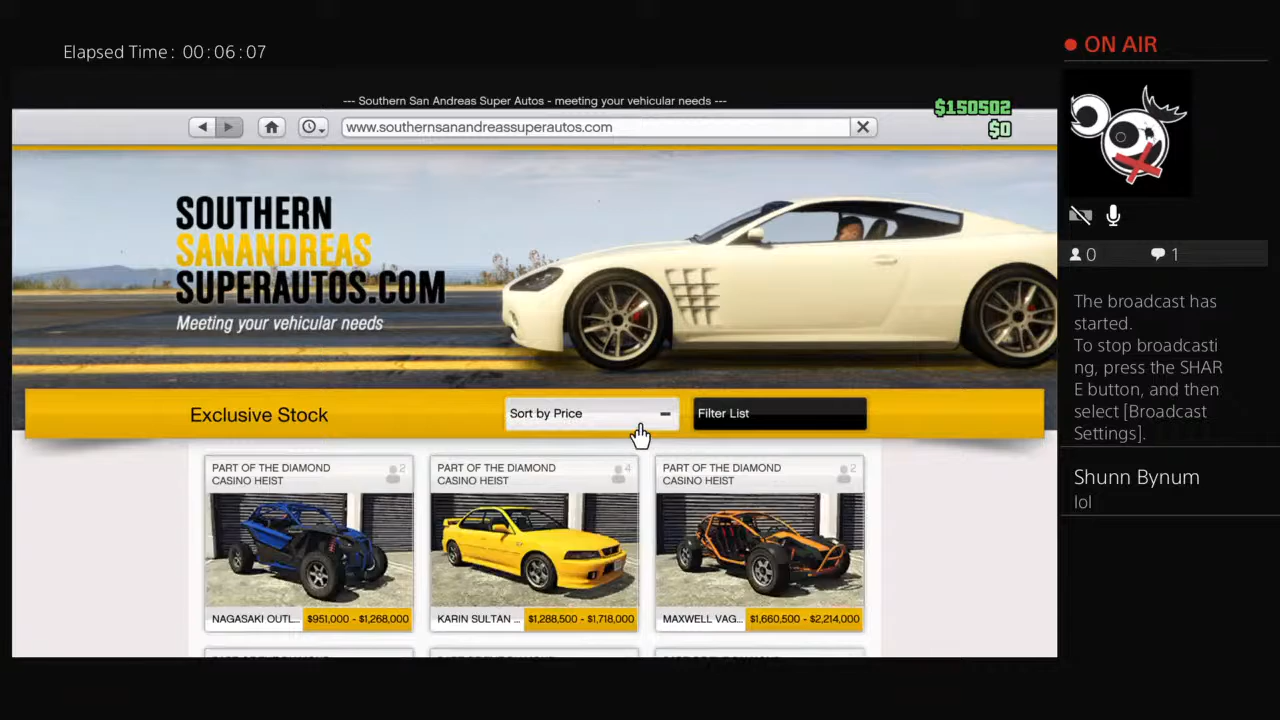 Elapsed Time: 00:06:07
ON AIR
--- Southern San Andreas Super Autos - meeting your vehicular needs ---
$150502
$0
www.southernsanandreassuperautos.com
SOUTHERN
SANANDREAS
SUPERAUTOS.COM
Meeting your vehicular needs
0
1
The broadcast has
started.
To stop broadcasti
ng, press the SHAR
E button, and then
select [Broadcast
Settings].
Shunn Bynum
lol
Exclusive Stock
Sort by Price
Filter List
PART OF THE DIAMOND
CASINO HEIST
2
NAGASAKI OUTL... $951,000 - $1,268,000
PART OF THE DIAMOND
CASINO HEIST
4
KARIN SULTAN ... $1,288,500 - $1,718,000
PART OF THE DIAMOND
CASINO HEIST
2
MAXWELL VAG... $1,660,500 - $2,214,000